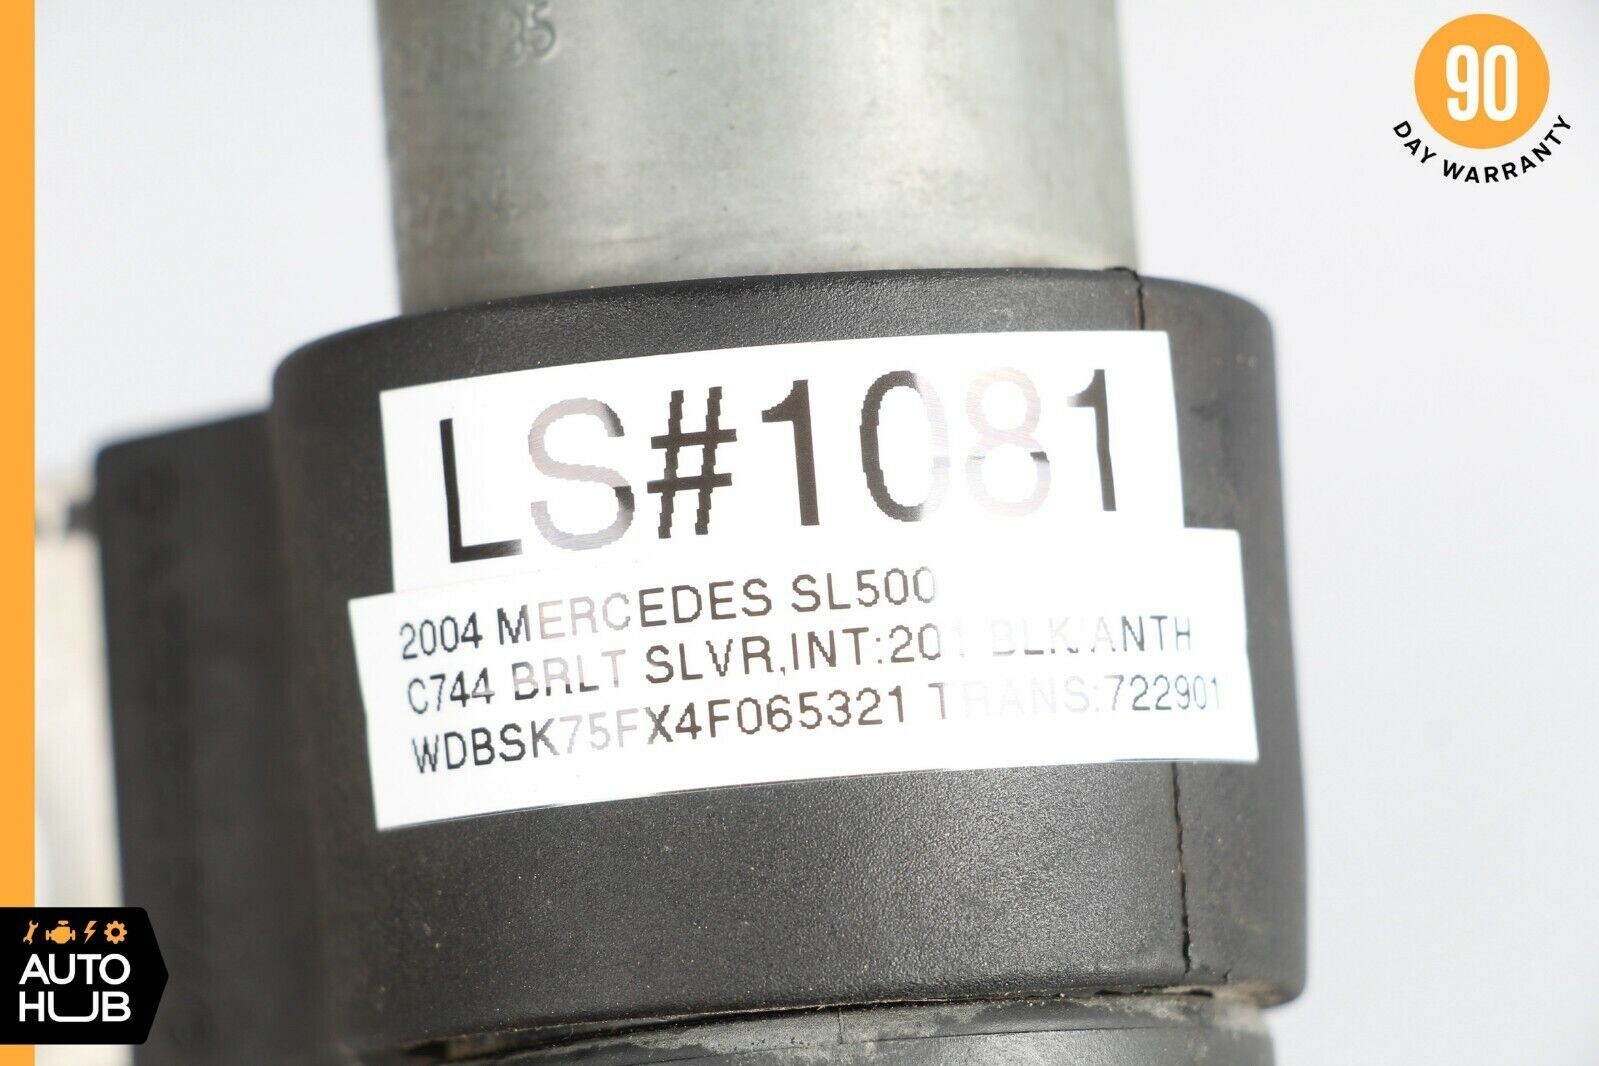 90
DAY WARRANTY
LS#1081
2004 MERCEDES SL500
C744 BRLT SLVR,INT:201 BLK/ANTH
WDBSK75FX4F065321 TRANS:722901
AUTO
HUB